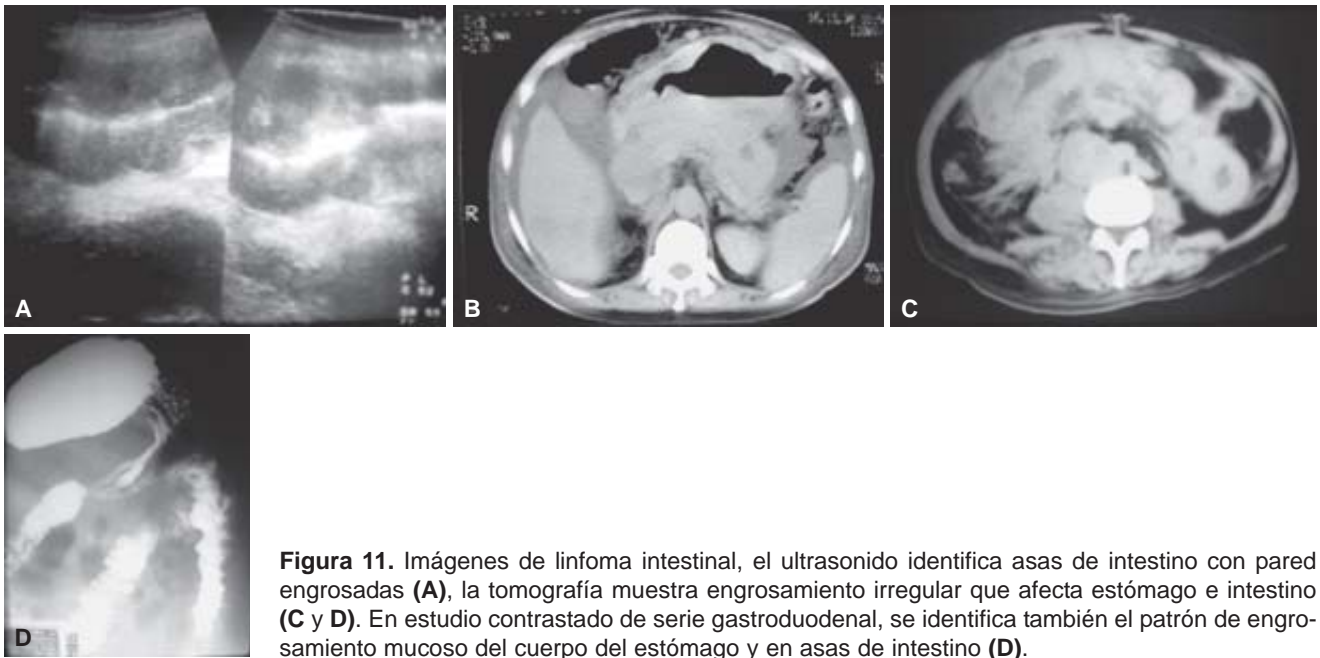 A
B
C
R
D
Figura 11. Imágenes de linfoma intestinal, el ultrasonido identifica asas de intestino con pared
engrosadas (A), la tomografía muestra engrosamiento irregular que afecta estómago e intestino
(C y D). En estudio contrastado de serie gastroduodenal, se identifica también el patrón de engro-
samiento mucoso del cuerpo del estómago y en asas de intestino (D).